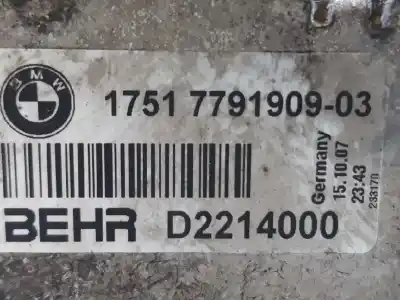 BMW
1751 7791909-03
Germany
15.10.07
23:43
233170
BEHR D2214000